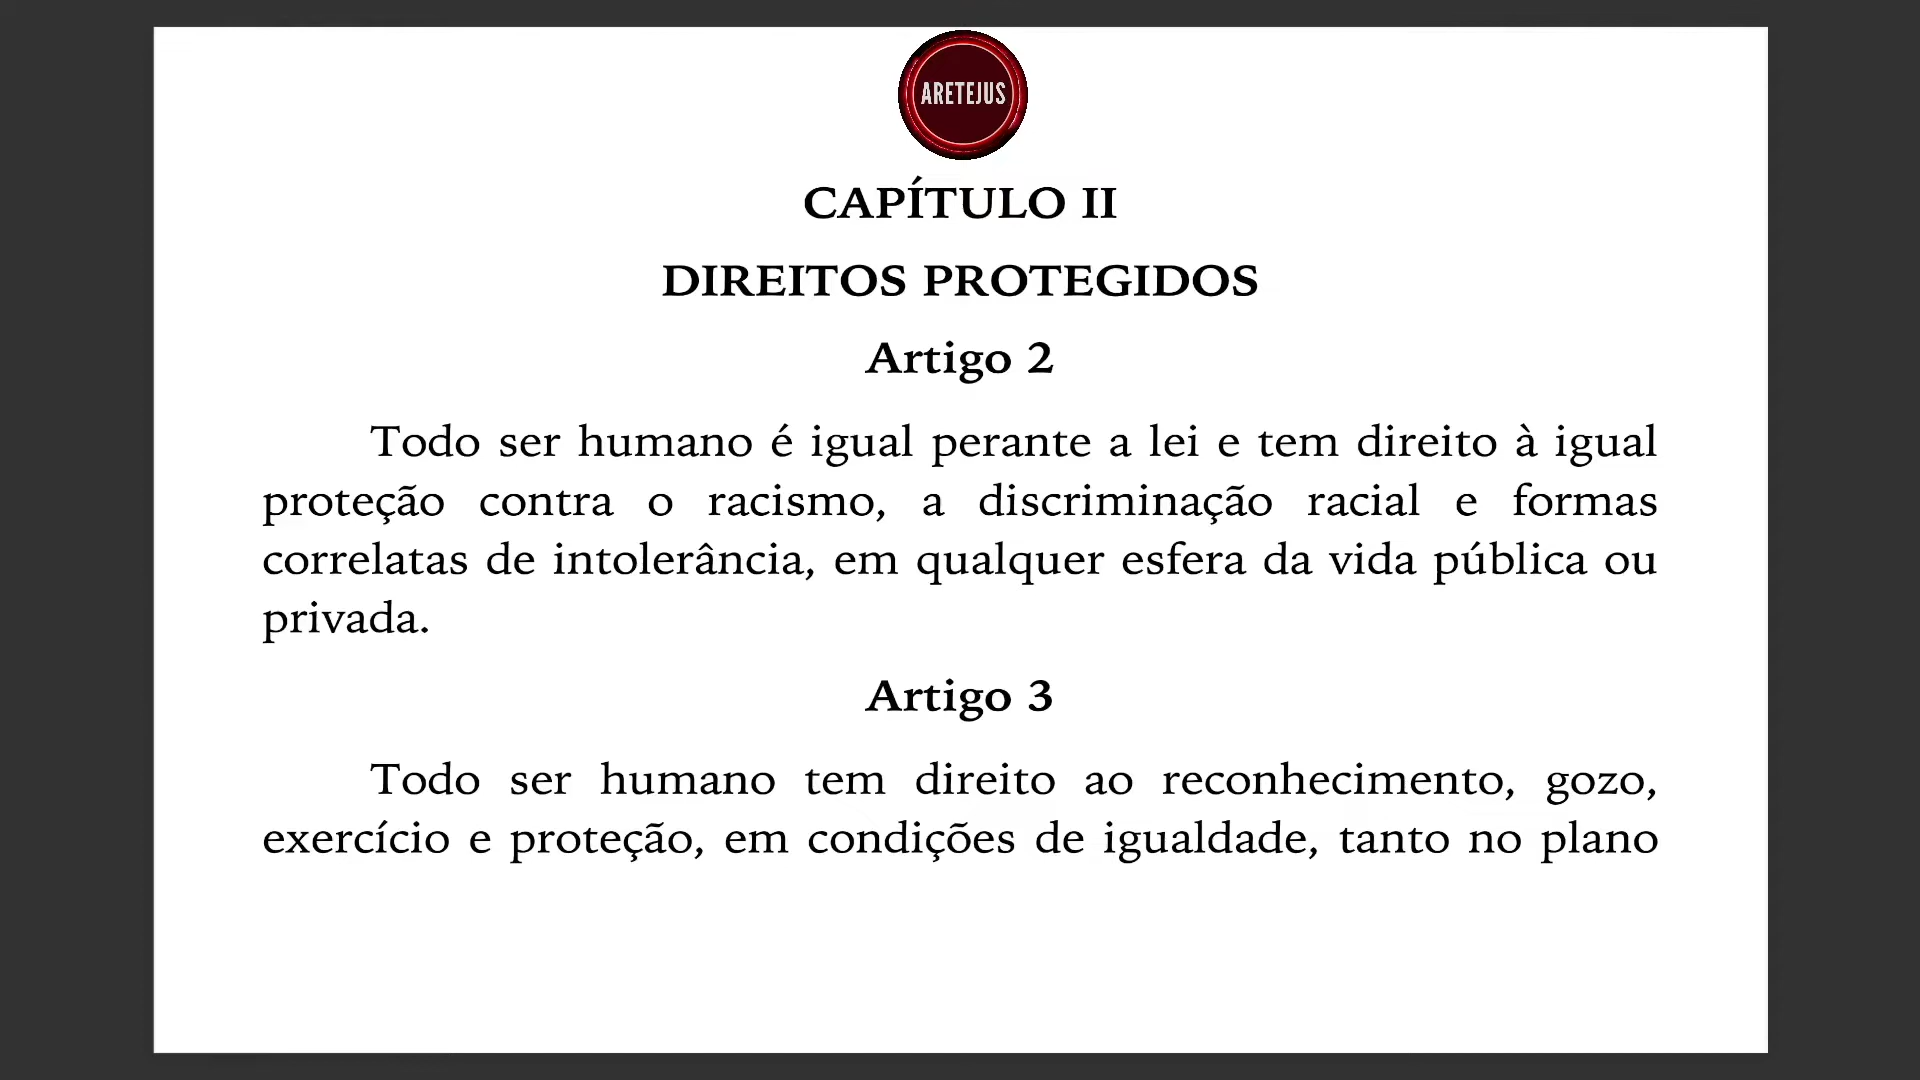 ARETEJUS
CAPÍTULO II
DIREITOS PROTEGIDOS
Artigo 2
Todo ser humano é igual perante a lei e tem direito à igual
proteção contra o racismo, a discriminação racial e formas
correlatas de intolerância, em qualquer esfera da vida pública ou
privada.
Artigo 3
Todo ser humano tem direito ao reconhecimento, gozo,
exercício e proteção, em condições de igualdade, tanto no plano